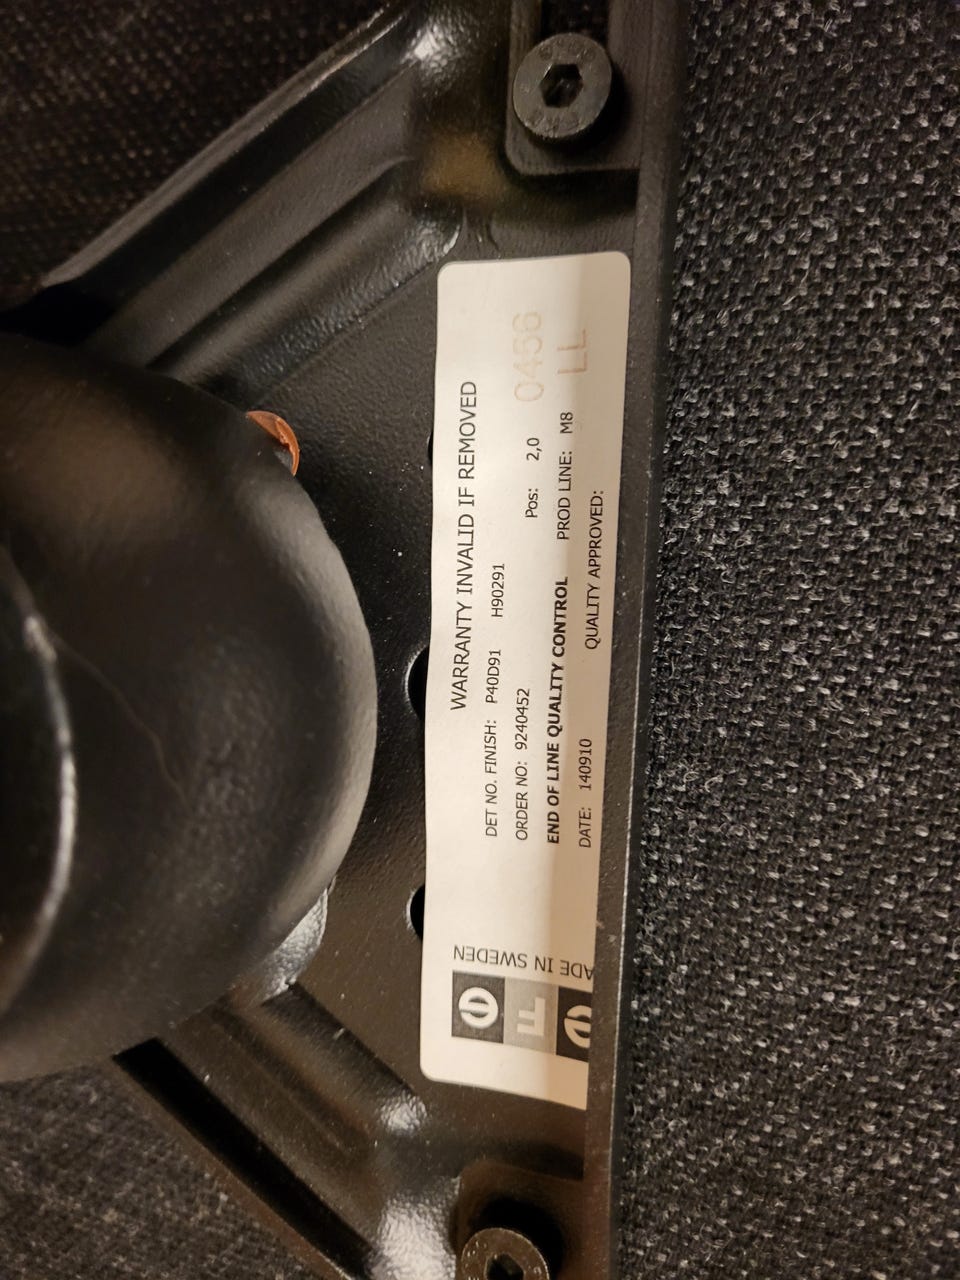 WARRANTY INVALID IF REMOVED
DET NO. FINISH: P40D91 H90291
ORDER NO: 9240452 Pos: 2,0 0456
END OF LINE QUALITY CONTROL PROD LINE: M8 LL
DATE: 140910 QUALITY APPROVED:
ADE IN SWEDEN